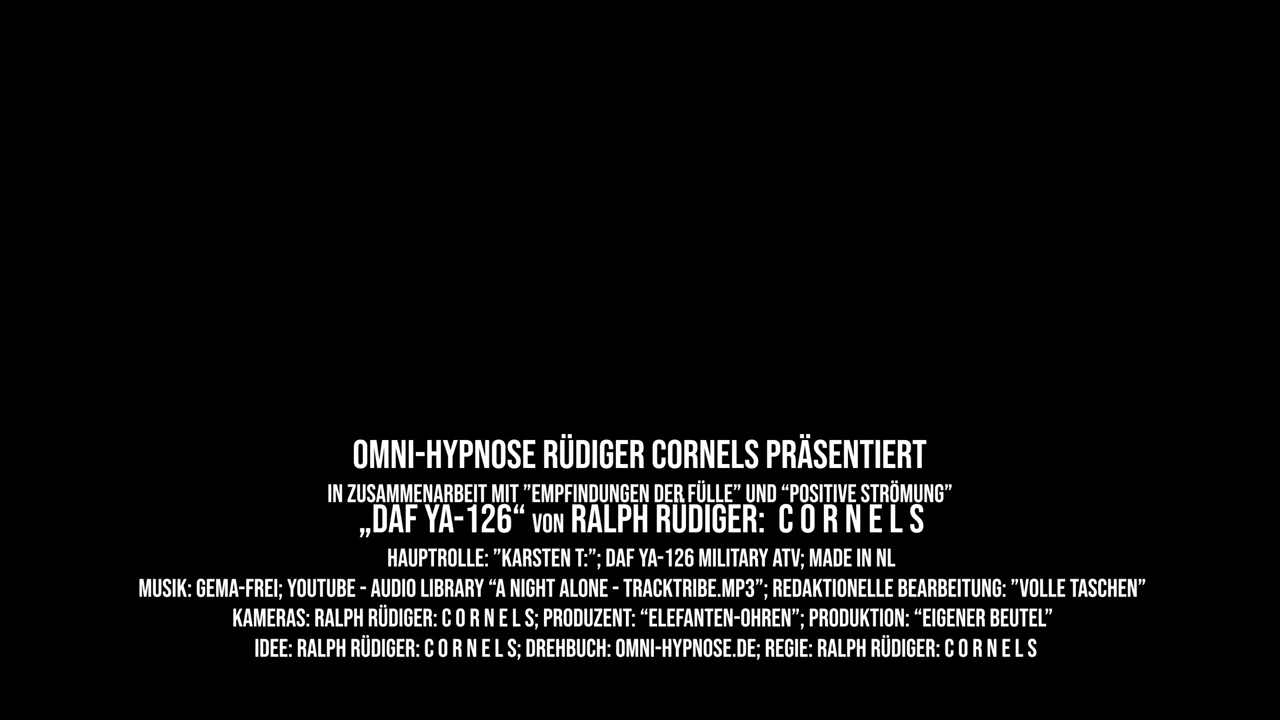 OMNI-HYPNOSE RÜDIGER CORNELS PRÄSENTIERT
IN ZUSAMMENARBEIT MIT ”EMPFINDUNGEN DER FÜLLE” UND “POSITIVE STRÖMUNG”
„DAF YA-126“ VON RALPH RÜDIGER: C O R N E L S
HAUPTROLLE: ”KARSTEN T:”; DAF YA-126 MILITARY ATV; MADE IN NL
MUSIK: GEMA-FREI; YOUTUBE - AUDIO LIBRARY “A NIGHT ALONE - TRACKTRIBE.MP3”; REDAKTIONELLE BEARBEITUNG: ”VOLLE TASCHEN”
KAMERAS: RALPH RÜDIGER: C O R N E L S; PRODUZENT: “ELEFANTEN-OHREN”; PRODUKTION: “EIGENER BEUTEL”
IDEE: RALPH RÜDIGER: C O R N E L S; DREHBUCH: OMNI-HYPNOSE.DE; REGIE: RALPH RÜDIGER: C O R N E L S